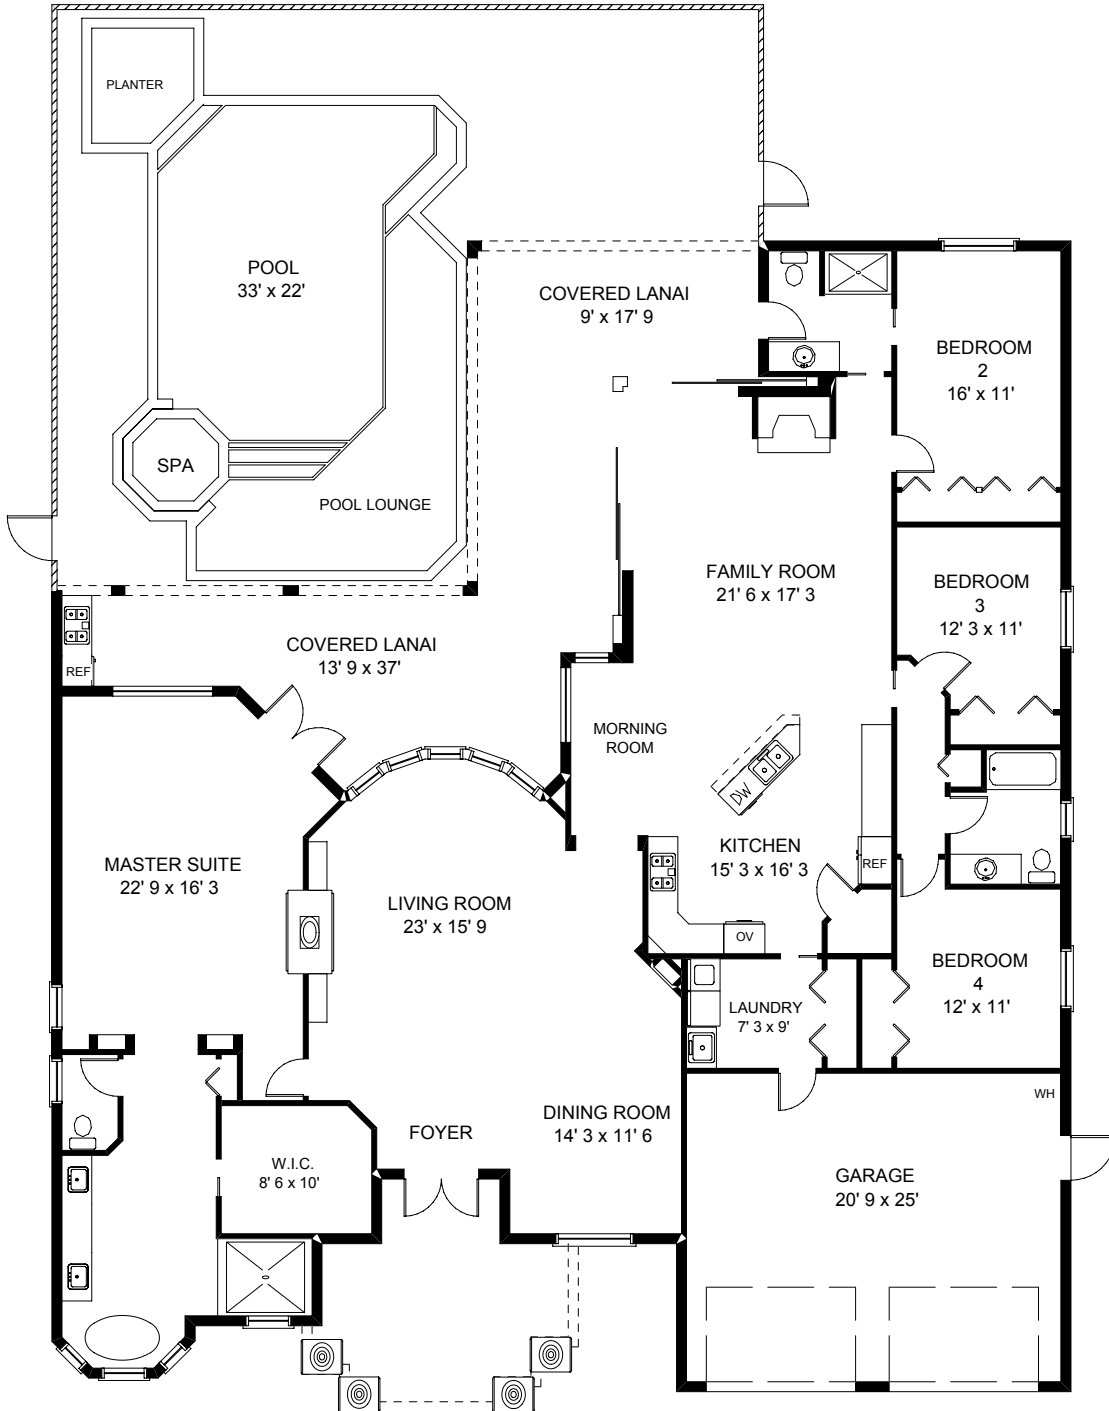 PLANTER
POOL
33' x 22'
COVERED LANAI
9' x 17' 9
BEDROOM
2
16' x 11'
SPA
POOL LOUNGE
FAMILY ROOM
21' 6 x 17' 3
BEDROOM
3
12' 3 x 11'
COVERED LANAI
13' 9 x 37'
REF
MORNING
ROOM
DW
KITCHEN
15' 3 x 16' 3
REF
MASTER SUITE
22' 9 x 16' 3
LIVING ROOM
23' x 15' 9
OV
BEDROOM
4
12' x 11'
LAUNDRY
7' 3 x 9'
WH
DINING ROOM
14' 3 x 11' 6
FOYER
W.I.C.
8' 6 x 10'
GARAGE
20' 9 x 25'